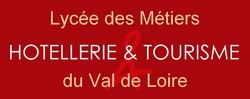 Lycée des Métiers
HOTELLERIE & TOURISME
du Val de Loire